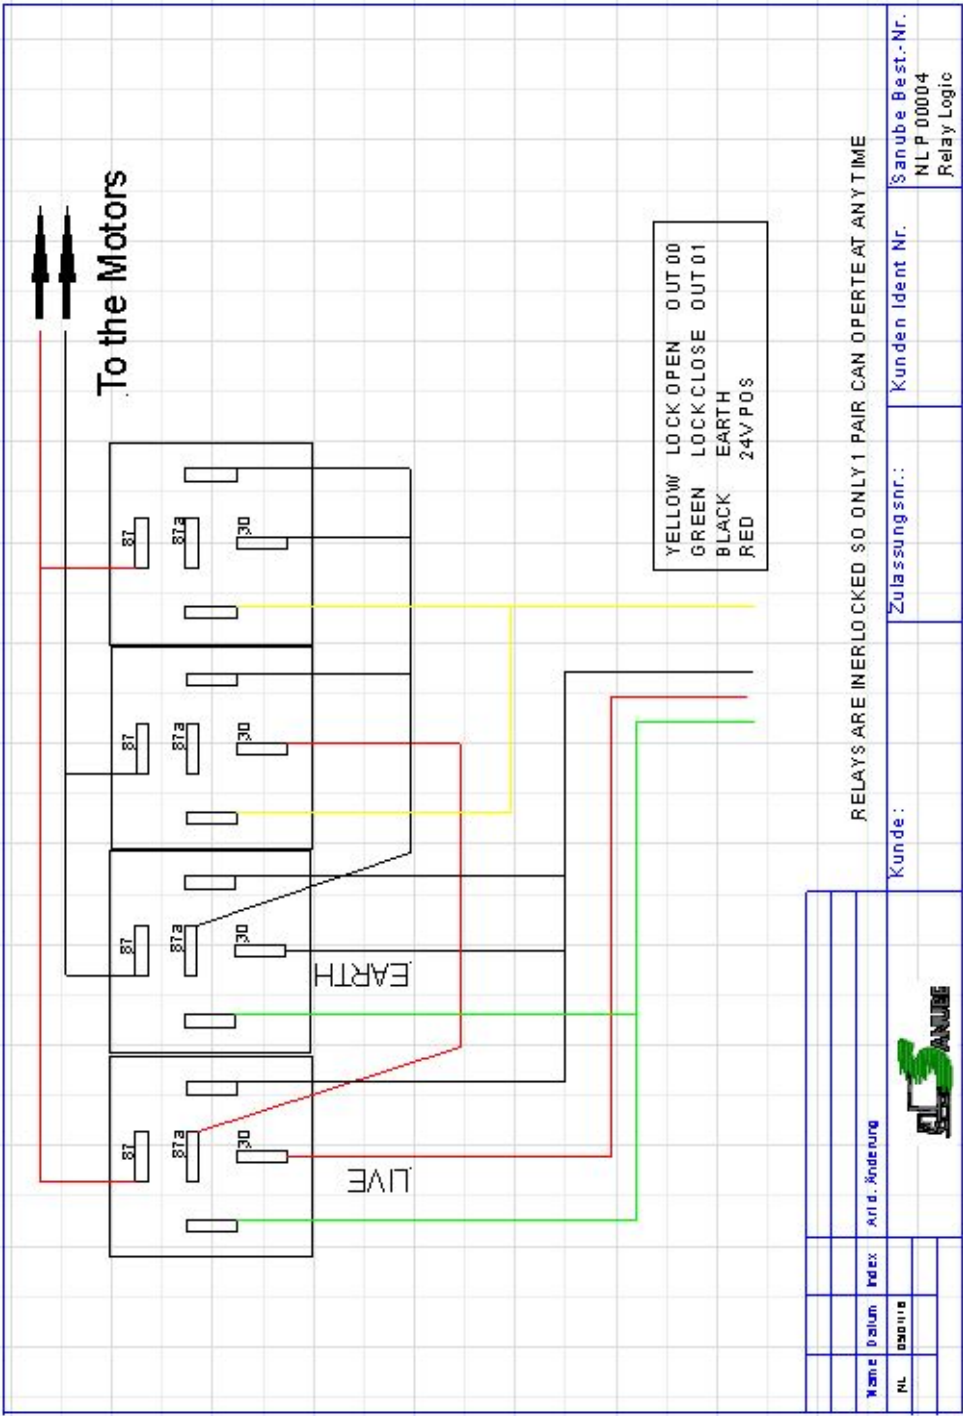 To the Motors
87
87a
30
87
87a
30
87
87a
30
87
87a
30
LIVE
EARTH
YELLOW LOCK OPEN OUT 00
GREEN LOCK CLOSE OUT 01
BLACK EARTH
RED 24V POS
RELAYS ARE INERLOCKED SO ONLY 1 PAIR CAN OPERTE AT ANY TIME
Name Datum Index Art d. Änderung
NL
Kunde:
Zulassungsnr.:
Kunden Ident Nr.
Sanube Best.-Nr.
NL P 00004
Relay Logic
SANUBE